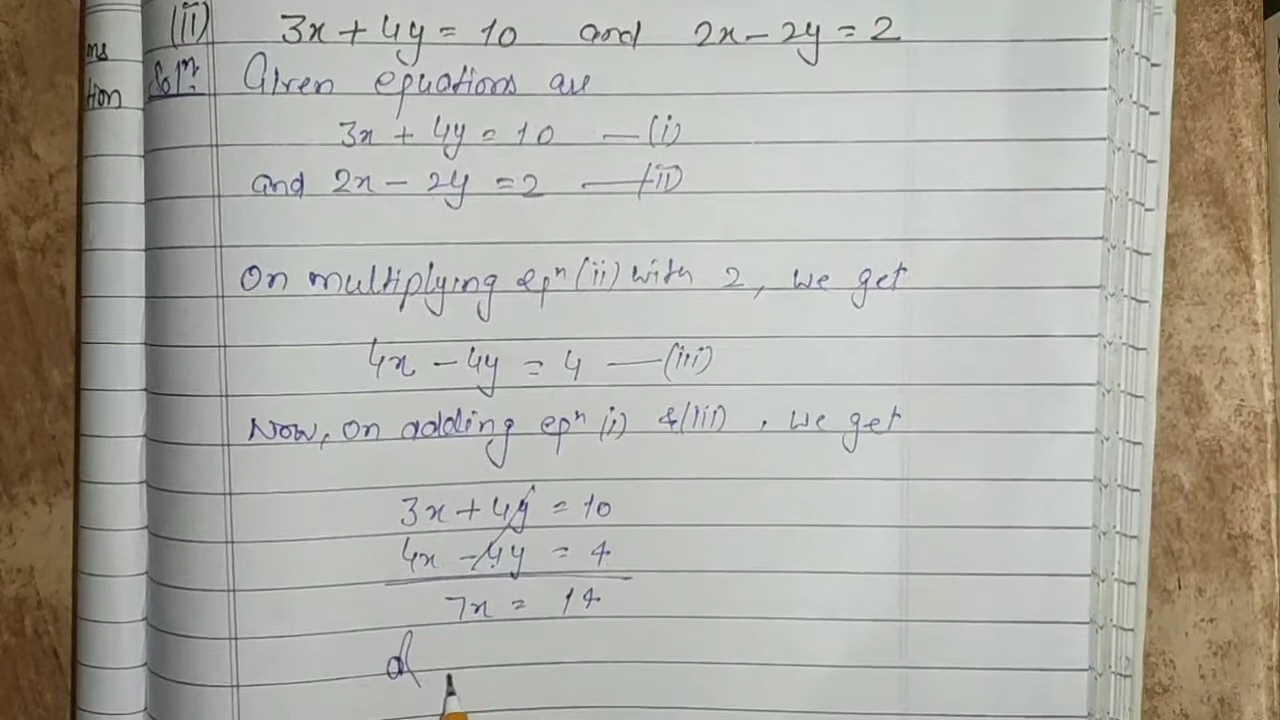 (ii) 3x + 4y = 10 and 2x - 2y = 2
Solⁿ: Given equations are
3x + 4y = 10 —(i)
and 2x - 2y = 2 —(ii)
On multiplying eqⁿ (ii) with 2, we get
4x - 4y = 4 —(iii)
Now, on adding eqⁿ (i) &(iii), we get
3x + 4y = 10
4x - 4y = 4
7x = 14